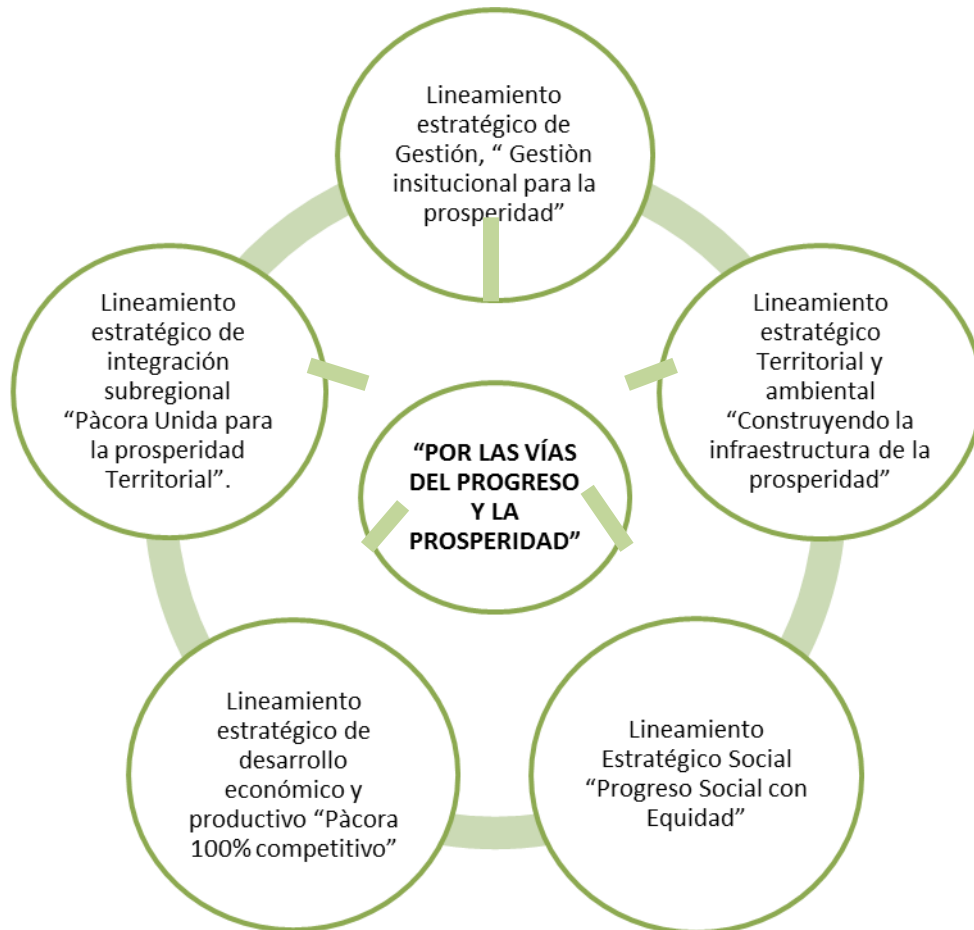 Lineamiento
estratégico de
Gestión, “ Gestiòn
insitucional para la
prosperidad”
Lineamiento
estratégico
Territorial y
ambiental
“Construyendo la
infraestructura de la
prosperidad”
Lineamiento
Estratégico Social
“Progreso Social con
Equidad”
Lineamiento
estratégico de
desarrollo
económico y
productivo “Pàcora
100% competitivo”
Lineamiento
estratégico de
integración
subregional
“Pàcora Unida para
la prosperidad
Territorial”.
“POR LAS VÍAS
DEL PROGRESO
Y LA
PROSPERIDAD”